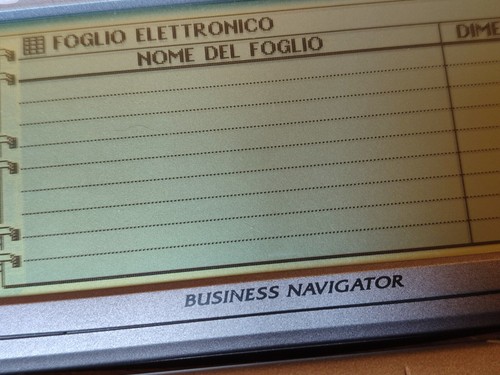 FOGLIO ELETTRONICO
NOME DEL FOGLIO
BUSINESS NAVIGATOR